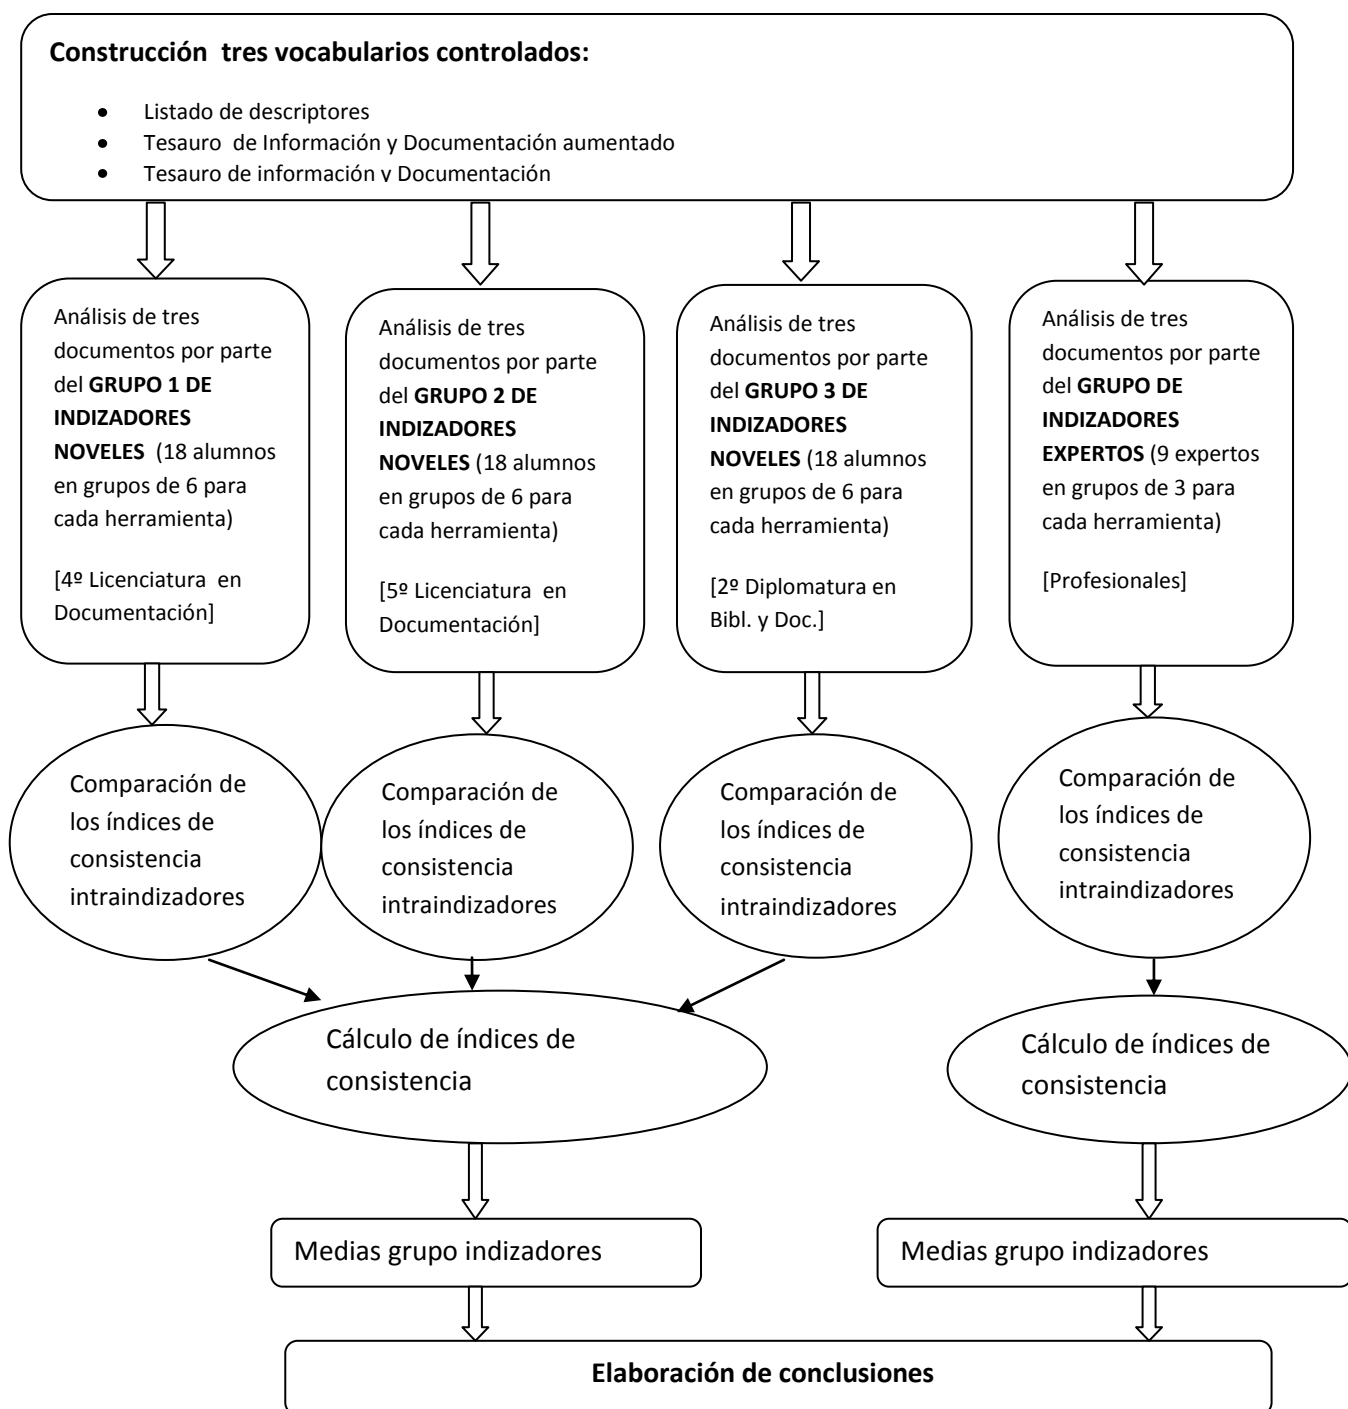 Construcción tres vocabularios controlados:
• Listado de descriptores
• Tesauro de Información y Documentación aumentado
• Tesauro de información y Documentación
Análisis de tres
documentos por parte
del GRUPO 1 DE
INDIZADORES
NOVELES (18 alumnos
en grupos de 6 para
cada herramienta)
[4º Licenciatura en
Documentación]
Análisis de tres
documentos por parte
del GRUPO 2 DE
INDIZADORES
NOVELES (18 alumnos
en grupos de 6 para
cada herramienta)
[5º Licenciatura en
Documentación]
Análisis de tres
documentos por parte
del GRUPO 3 DE
INDIZADORES
NOVELES (18 alumnos
en grupos de 6 para
cada herramienta)
[2º Diplomatura en
Bibl. y Doc.]
Análisis de tres
documentos por parte
del GRUPO DE
INDIZADORES
EXPERTOS (9 expertos
en grupos de 3 para
cada herramienta)
[Profesionales]
Comparación de
los índices de
consistencia
intraindizadores
Comparación de
los índices de
consistencia
intraindizadores
Comparación de
los índices de
consistencia
intraindizadores
Comparación de
los índices de
consistencia
intraindizadores
Cálculo de índices de
consistencia
Cálculo de índices de
consistencia
Medias grupo indizadores
Medias grupo indizadores
Elaboración de conclusiones